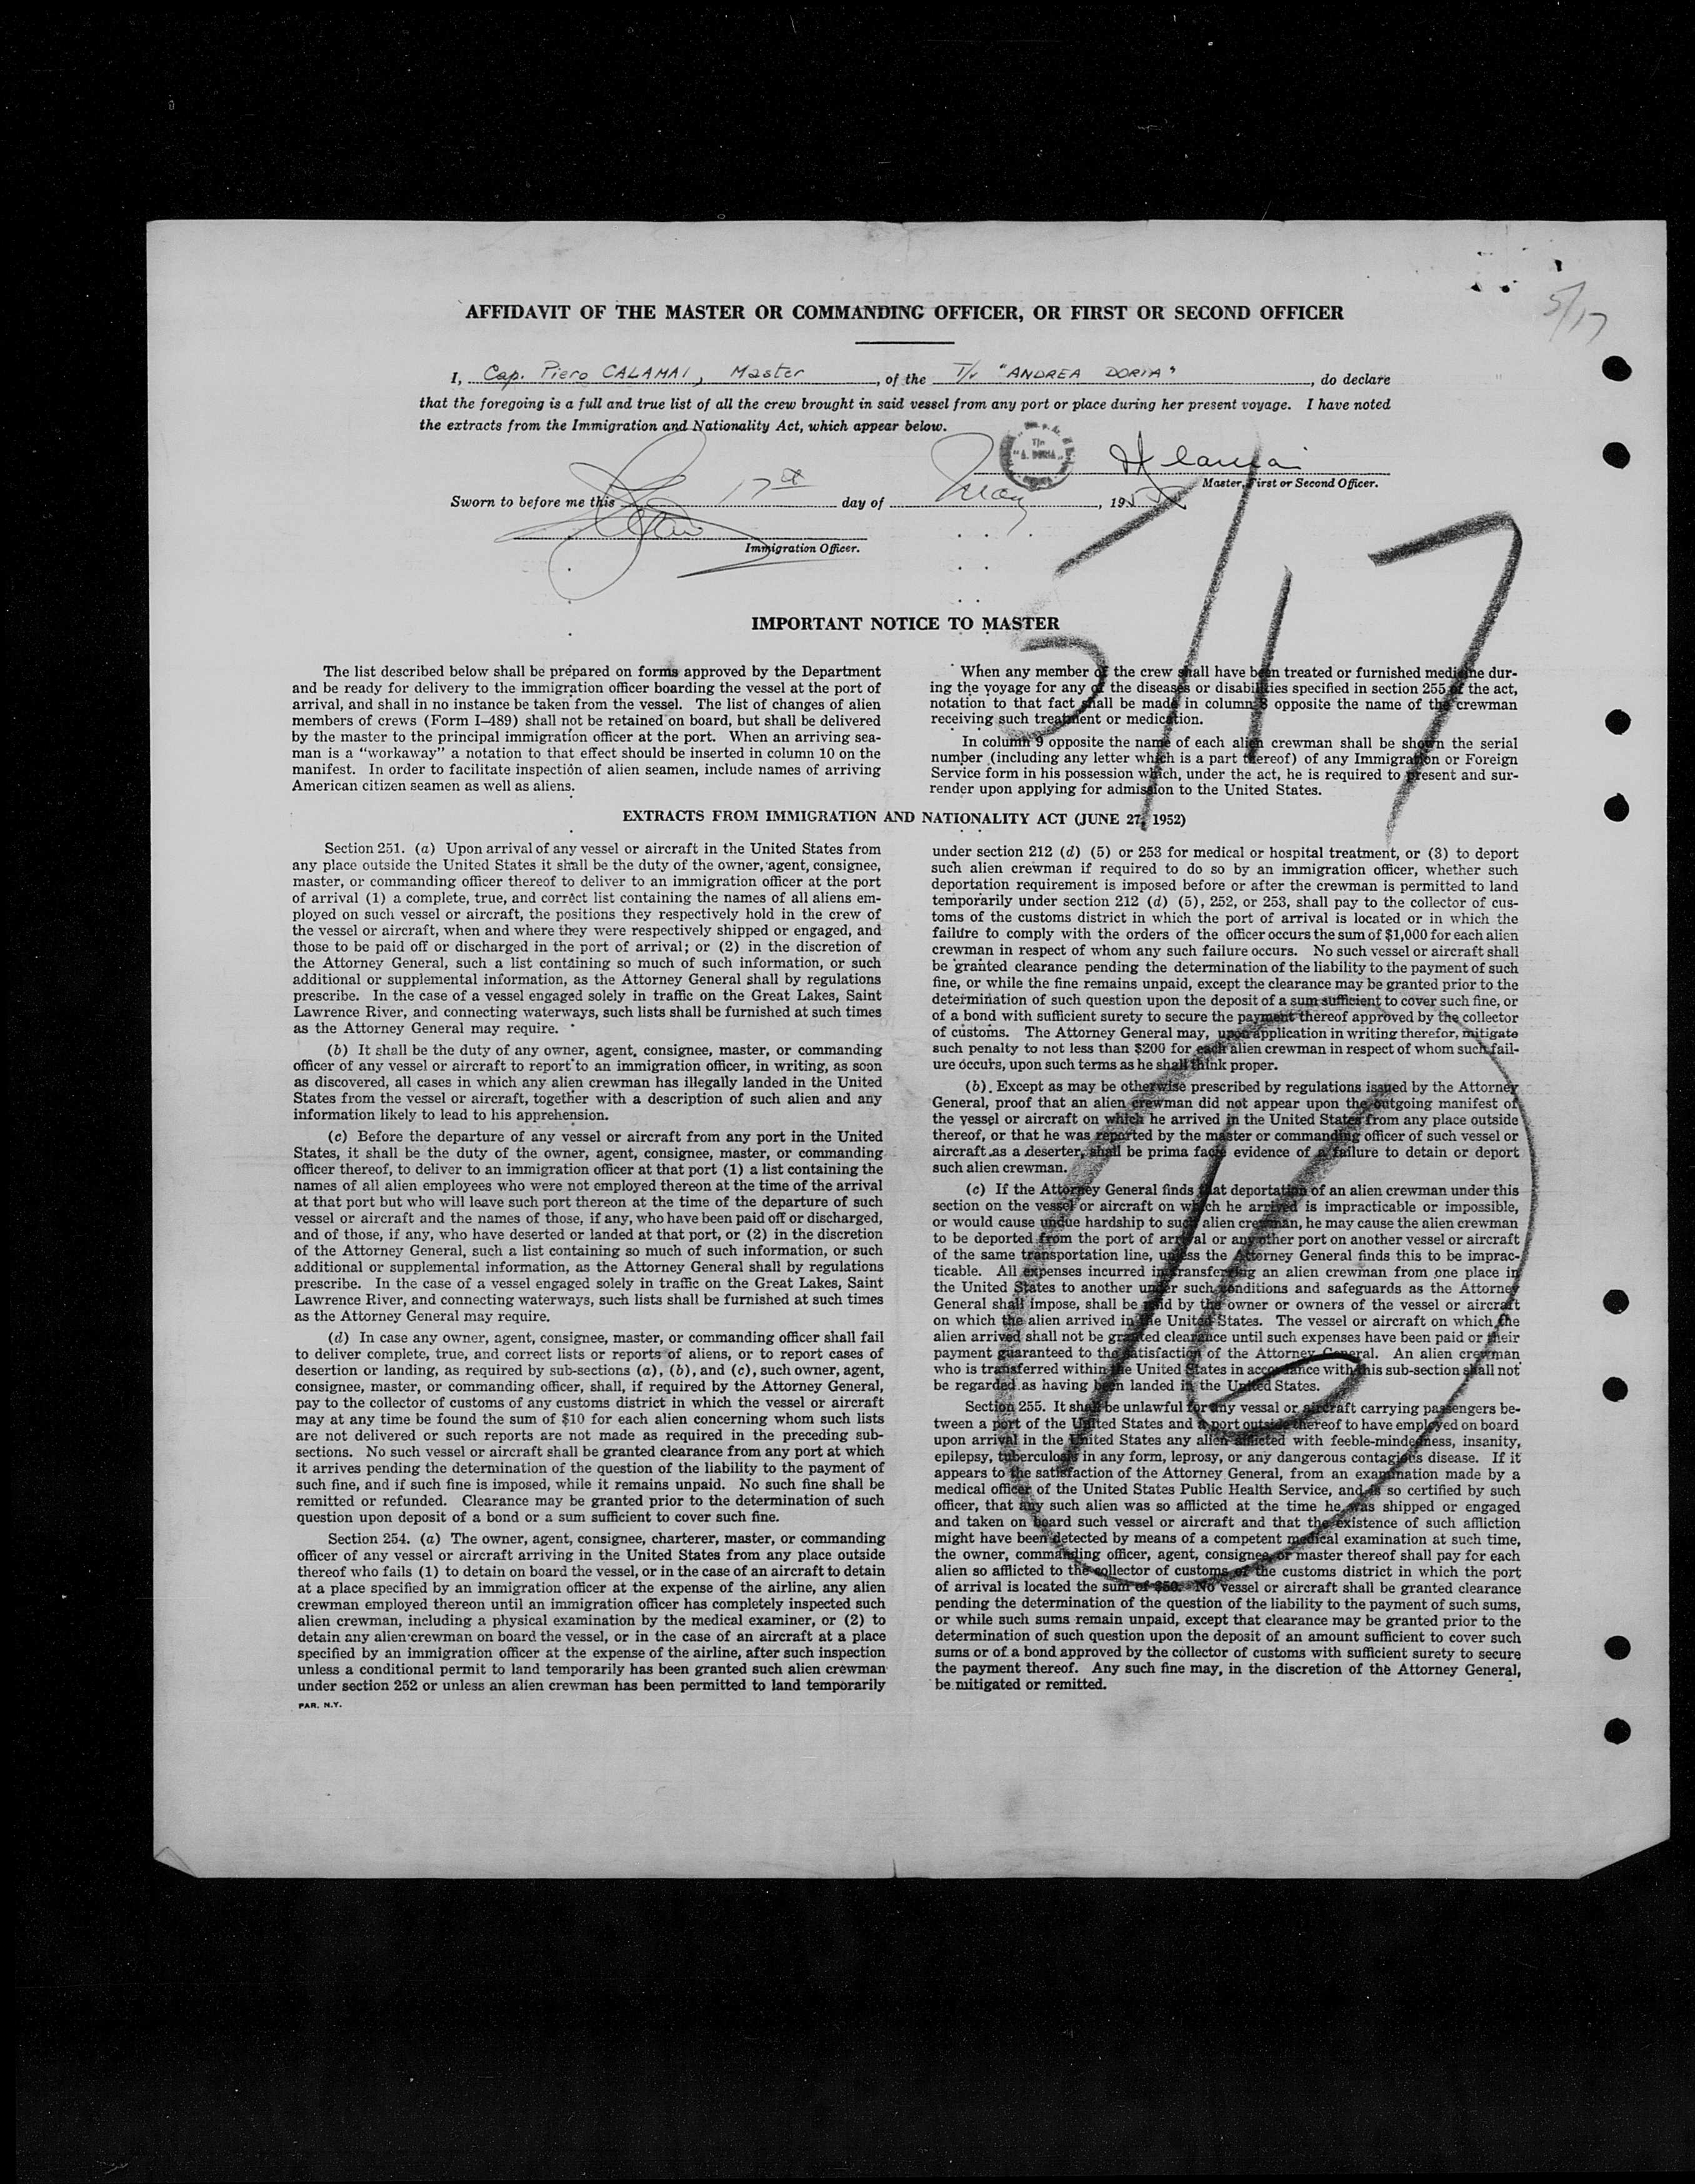 AFFIDAVIT OF THE MASTER OR COMMANDING OFFICER, OR FIRST OR SECOND OFFICER
5/17
I, Cap. Piero CALAMAI, Master, of the T/v "ANDREA DORIA", do declare
that the foregoing is a full and true list of all the crew brought in said vessel from any port or place during her present voyage. I have noted
the extracts from the Immigration and Nationality Act, which appear below.
T/n
"A. DORIA"
Master, First or Second Officer.
Sworn to before me this 17th day of May, 195
Immigration Officer.
5/17
IMPORTANT NOTICE TO MASTER
The list described below shall be prepared on forms approved by the Department
and be ready for delivery to the immigration officer boarding the vessel at the port of
arrival, and shall in no instance be taken from the vessel. The list of changes of alien
members of crews (Form I–489) shall not be retained on board, but shall be delivered
by the master to the principal immigration officer at the port. When an arriving sea-
man is a "workaway" a notation to that effect should be inserted in column 10 on the
manifest. In order to facilitate inspection of alien seamen, include names of arriving
American citizen seamen as well as aliens.
When any member of the crew shall have been treated or furnished medicine dur-
ing the voyage for any of the diseases or disabilities specified in section 255 of the act,
notation to that fact shall be made in column 8 opposite the name of the crewman
receiving such treatment or medication.
In column 9 opposite the name of each alien crewman shall be shown the serial
number (including any letter which is a part thereof) of any Immigration or Foreign
Service form in his possession which, under the act, he is required to present and sur-
render upon applying for admission to the United States.
EXTRACTS FROM IMMIGRATION AND NATIONALITY ACT (JUNE 27, 1952)
Section 251. (a) Upon arrival of any vessel or aircraft in the United States from
any place outside the United States it shall be the duty of the owner, agent, consignee,
master, or commanding officer thereof to deliver to an immigration officer at the port
of arrival (1) a complete, true, and correct list containing the names of all aliens em-
ployed on such vessel or aircraft, the positions they respectively hold in the crew of
the vessel or aircraft, when and where they were respectively shipped or engaged, and
those to be paid off or discharged in the port of arrival; or (2) in the discretion of
the Attorney General, such a list containing so much of such information, or such
additional or supplemental information, as the Attorney General shall by regulations
prescribe. In the case of a vessel engaged solely in traffic on the Great Lakes, Saint
Lawrence River, and connecting waterways, such lists shall be furnished at such times
as the Attorney General may require.
(b) It shall be the duty of any owner, agent, consignee, master, or commanding
officer of any vessel or aircraft to report to an immigration officer, in writing, as soon
as discovered, all cases in which any alien crewman has illegally landed in the United
States from the vessel or aircraft, together with a description of such alien and any
information likely to lead to his apprehension.
(c) Before the departure of any vessel or aircraft from any port in the United
States, it shall be the duty of the owner, agent, consignee, master, or commanding
officer thereof, to deliver to an immigration officer at that port (1) a list containing the
names of all alien employees who were not employed thereon at the time of the arrival
at that port but who will leave such port thereon at the time of the departure of such
vessel or aircraft and the names of those, if any, who have been paid off or discharged,
and of those, if any, who have deserted or landed at that port, or (2) in the discretion
of the Attorney General, such a list containing so much of such information, or such
additional or supplemental information, as the Attorney General shall by regulations
prescribe. In the case of a vessel engaged solely in traffic on the Great Lakes, Saint
Lawrence River, and connecting waterways, such lists shall be furnished at such times
as the Attorney General may require.
(d) In case any owner, agent, consignee, master, or commanding officer shall fail
to deliver complete, true, and correct lists or reports of aliens, or to report cases of
desertion or landing, as required by sub-sections (a), (b), and (c), such owner, agent,
consignee, master, or commanding officer, shall, if required by the Attorney General,
pay to the collector of customs of any customs district in which the vessel or aircraft
may at any time be found the sum of $10 for each alien concerning whom such lists
are not delivered or such reports are not made as required in the preceding sub-
sections. No such vessel or aircraft shall be granted clearance from any port at which
it arrives pending the determination of the question of the liability to the payment of
such fine, and if such fine is imposed, while it remains unpaid. No such fine shall be
remitted or refunded. Clearance may be granted prior to the determination of such
question upon deposit of a bond or a sum sufficient to cover such fine.
Section 254. (a) The owner, agent, consignee, charterer, master, or commanding
officer of any vessel or aircraft arriving in the United States from any place outside
thereof who fails (1) to detain on board the vessel, or in the case of an aircraft to detain
at a place specified by an immigration officer at the expense of the airline, any alien
crewman employed thereon until an immigration officer has completely inspected such
alien crewman, including a physical examination by the medical examiner, or (2) to
detain any alien crewman on board the vessel, or in the case of an aircraft at a place
specified by an immigration officer at the expense of the airline, after such inspection
unless a conditional permit to land temporarily has been granted such alien crewman
under section 252 or unless an alien crewman has been permitted to land temporarily
PAR. N.Y.
under section 212 (d) (5) or 253 for medical or hospital treatment, or (3) to deport
such alien crewman if required to do so by an immigration officer, whether such
deportation requirement is imposed before or after the crewman is permitted to land
temporarily under section 212 (d) (5), 252, or 253, shall pay to the collector of cus-
toms of the customs district in which the port of arrival is located or in which the
failure to comply with the orders of the officer occurs the sum of $1,000 for each alien
crewman in respect of whom any such failure occurs. No such vessel or aircraft shall
be granted clearance pending the determination of the liability to the payment of such
fine, or while the fine remains unpaid, except the clearance may be granted prior to the
determination of such question upon the deposit of a sum sufficient to cover such fine, or
of a bond with sufficient surety to secure the payment thereof approved by the collector
of customs. The Attorney General may, upon application in writing therefor, mitigate
such penalty to not less than $200 for each alien crewman in respect of whom such fail-
ure occurs, upon such terms as he shall think proper.
(b) Except as may be otherwise prescribed by regulations issued by the Attorney
General, proof that an alien crewman did not appear upon the outgoing manifest of
the vessel or aircraft on which he arrived in the United States from any place outside
thereof, or that he was reported by the master or commanding officer of such vessel or
aircraft as a deserter, shall be prima facie evidence of a failure to detain or deport
such alien crewman.
(c) If the Attorney General finds that deportation of an alien crewman under this
section on the vessel or aircraft on which he arrived is impracticable or impossible,
or would cause undue hardship to such alien crewman, he may cause the alien crewman
to be deported from the port of arrival or any other port on another vessel or aircraft
of the same transportation line, unless the Attorney General finds this to be imprac-
ticable. All expenses incurred in transferring an alien crewman from one place in
the United States to another under such conditions and safeguards as the Attorney
General shall impose, shall be paid by the owner or owners of the vessel or aircraft
on which the alien arrived in the United States. The vessel or aircraft on which the
alien arrived shall not be granted clearance until such expenses have been paid or their
payment guaranteed to the satisfaction of the Attorney General. An alien crewman
who is transferred within the United States in accordance with this sub-section shall not
be regarded as having been landed in the United States.
Section 255. It shall be unlawful for any vessal or aircraft carrying passengers be-
tween a port of the United States and a port outside thereof to have employed on board
upon arrival in the United States any alien afflicted with feeble-mindedness, insanity,
epilepsy, tuberculosis in any form, leprosy, or any dangerous contagious disease. If it
appears to the satisfaction of the Attorney General, from an examination made by a
medical officer of the United States Public Health Service, and is so certified by such
officer, that any such alien was so afflicted at the time he was shipped or engaged
and taken on board such vessel or aircraft and that the existence of such affliction
might have been detected by means of a competent medical examination at such time,
the owner, commanding officer, agent, consignee, or master thereof shall pay for each
alien so afflicted to the collector of customs of the customs district in which the port
of arrival is located the sum of $50. No vessel or aircraft shall be granted clearance
pending the determination of the question of the liability to the payment of such sums,
or while such sums remain unpaid, except that clearance may be granted prior to the
determination of such question upon the deposit of an amount sufficient to cover such
sums or of a bond approved by the collector of customs with sufficient surety to secure
the payment thereof. Any such fine may, in the discretion of the Attorney General,
be mitigated or remitted.
16